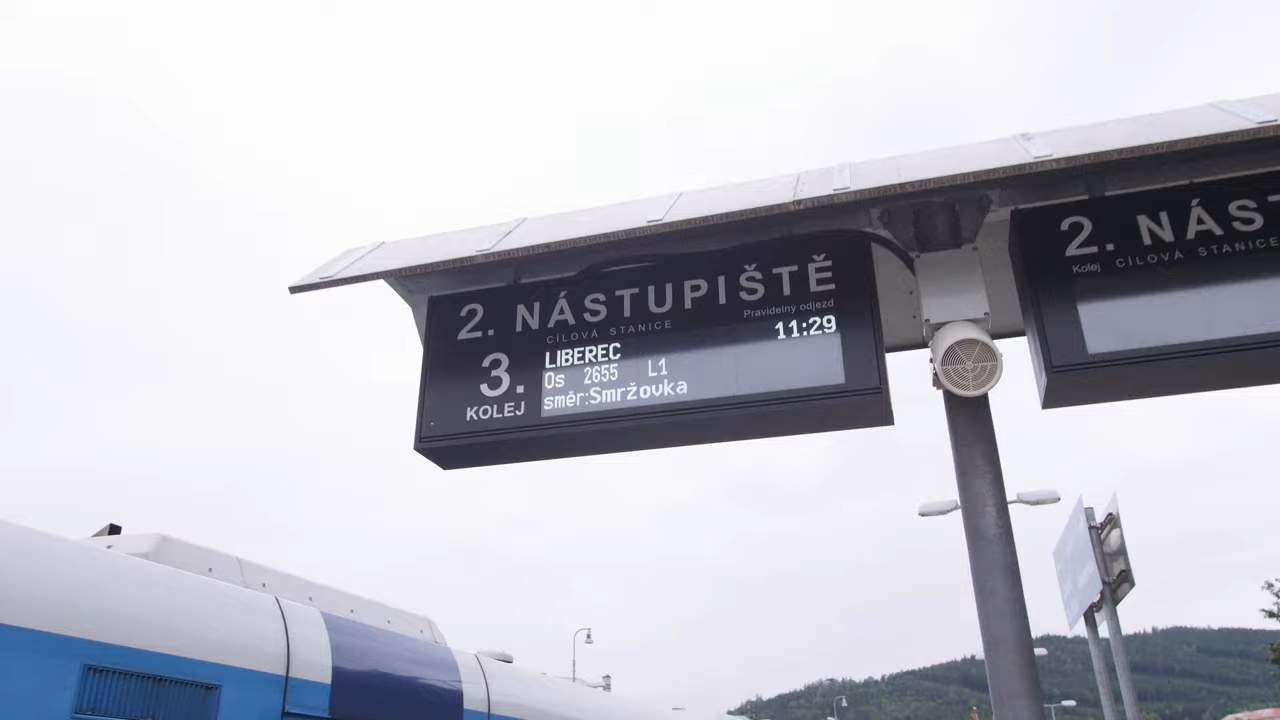 2. NÁSTUPIŠTĚ
CÍLOVÁ STANICE
Pravidelný odjezd
11:29
3.
KOLEJ
LIBEREC
Os 2655 L1
směr:Smržovka
2. NÁST
Kolej CÍLOVÁ STANICE